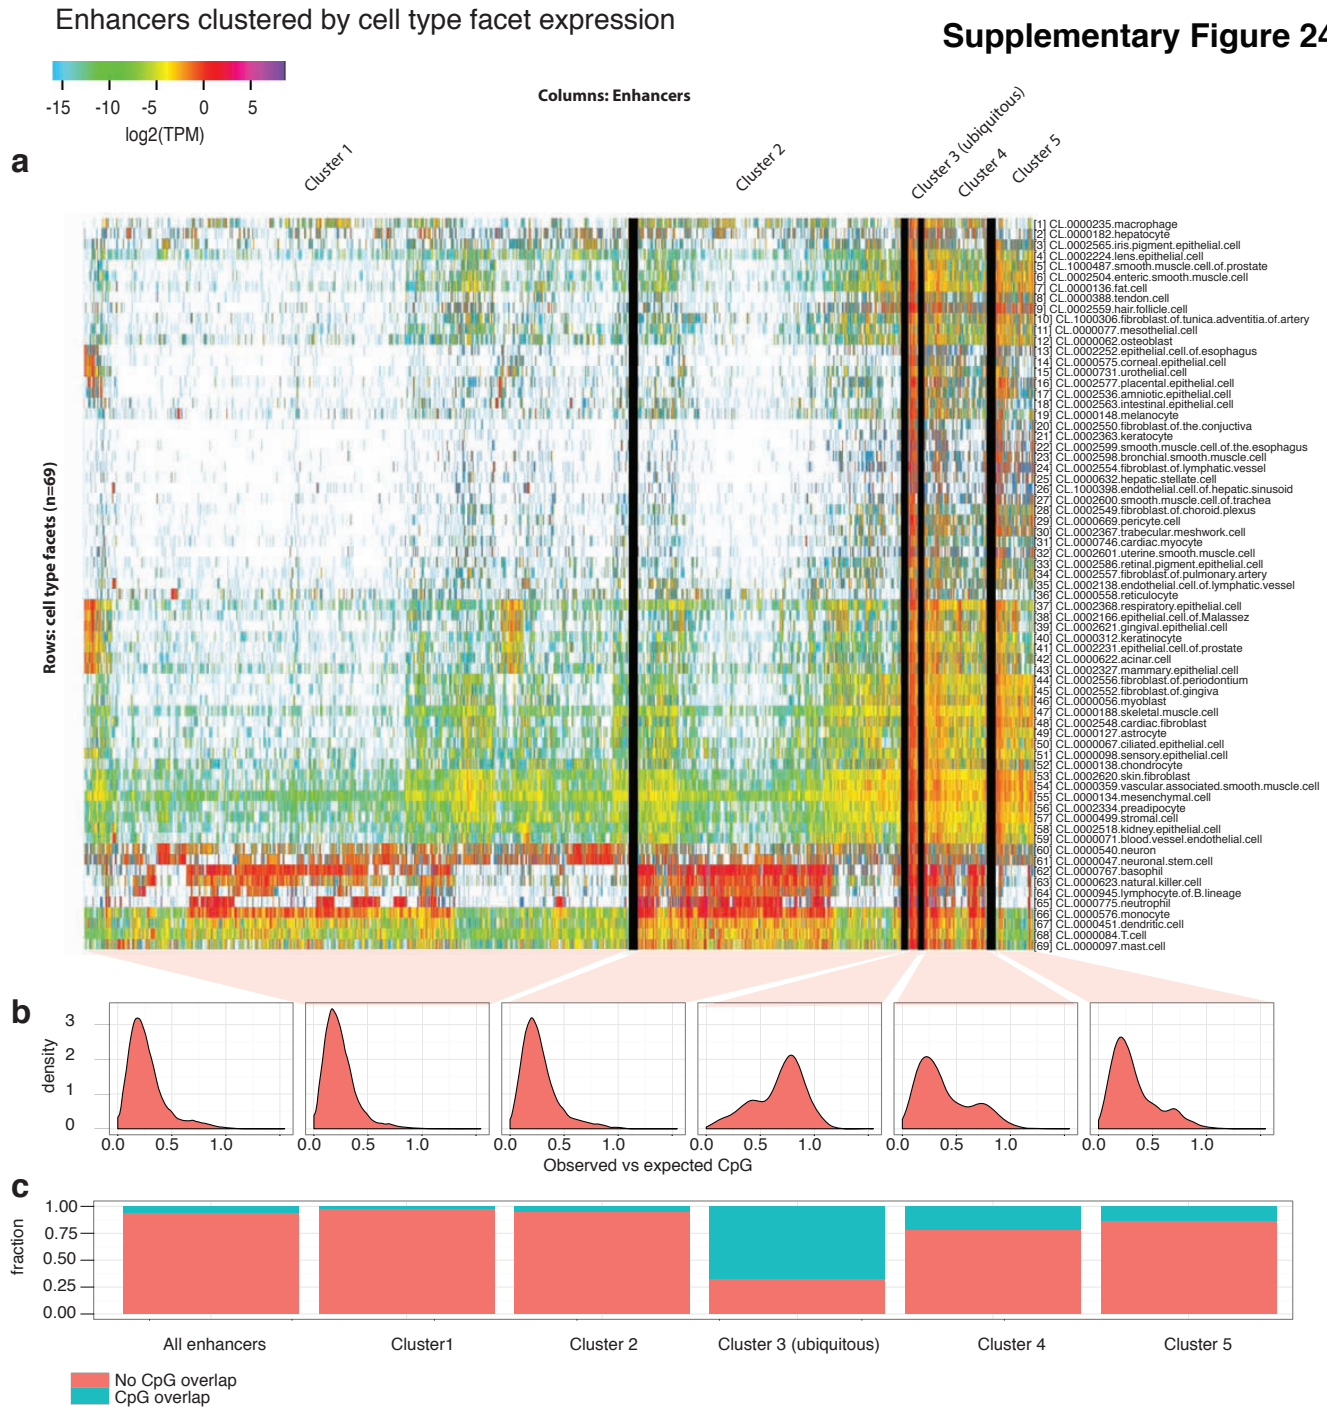 Enhancers clustered by cell type facet expression
Supplementary Figure 24
-15 -10 -5 0 5
log2(TPM)
Columns: Enhancers
a
Cluster 1
Cluster 2
Cluster 3 (ubiquitous)
Cluster 4
Cluster 5
Rows: cell type facets (n=69)
[1] CL.0000235.macrophage
[2] CL.0000182.hepatocyte
[3] CL.0002565.iris.pigment.epithelial.cell
[4] CL.0002224.lens.epithelial.cell
[5] CL.1000487.smooth.muscle.cell.of.prostate
[6] CL.0002504.enteric.smooth.muscle.cell
[7] CL.0000136.fat.cell
[8] CL.0000388.tendon.cell
[9] CL.0002559.hair.follicle.cell
[10] CL.1000306.fibroblast.of.tunica.adventitia.of.artery
[11] CL.0000077.mesothelial.cell
[12] CL.0000062.osteoblast
[13] CL.0002252.epithelial.cell.of.esophagus
[14] CL.0000575.corneal.epithelial.cell
[15] CL.0000731.urothelial.cell
[16] CL.0002577.placental.epithelial.cell
[17] CL.0002536.amniotic.epithelial.cell
[18] CL.0002563.intestinal.epithelial.cell
[19] CL.0000148.melanocyte
[20] CL.0002550.fibroblast.of.the.conjuctiva
[21] CL.0002363.keratocyte
[22] CL.0002599.smooth.muscle.cell.of.the.esophagus
[23] CL.0002598.bronchial.smooth.muscle.cell
[24] CL.0002554.fibroblast.of.lymphatic.vessel
[25] CL.0000632.hepatic.stellate.cell
[26] CL.1000398.endothelial.cell.of.hepatic.sinusoid
[27] CL.0002600.smooth.muscle.cell.of.trachea
[28] CL.0002549.fibroblast.of.choroid.plexus
[29] CL.0000669.pericyte.cell
[30] CL.0002367.trabecular.meshwork.cell
[31] CL.0000746.cardiac.myocyte
[32] CL.0002601.uterine.smooth.muscle.cell
[33] CL.0002586.retinal.pigment.epithelial.cell
[34] CL.0002557.fibroblast.of.pulmonary.artery
[35] CL.0002138.endothelial.cell.of.lymphatic.vessel
[36] CL.0000558.reticulocyte
[37] CL.0002368.respiratory.epithelial.cell
[38] CL.0002166.epithelial.cell.of.Malassez
[39] CL.0002621.gingival.epithelial.cell
[40] CL.0000312.keratinocyte
[41] CL.0002231.epithelial.cell.of.prostate
[42] CL.0000622.acinar.cell
[43] CL.0002327.mammary.epithelial.cell
[44] CL.0002556.fibroblast.of.periodontium
[45] CL.0002552.fibroblast.of.gingiva
[46] CL.0000056.myoblast
[47] CL.0000188.skeletal.muscle.cell
[48] CL.0002548.cardiac.fibroblast
[49] CL.0000127.astrocyte
[50] CL.0000067.ciliated.epithelial.cell
[51] CL.0000098.sensory.epithelial.cell
[52] CL.0000138.chondrocyte
[53] CL.0002620.skin.fibroblast
[54] CL.0000359.vascular.associated.smooth.muscle.cell
[55] CL.0000134.mesenchymal.cell
[56] CL.0002334.preadipocyte
[57] CL.0000499.stromal.cell
[58] CL.0002518.kidney.epithelial.cell
[59] CL.0000071.blood.vessel.endothelial.cell
[60] CL.0000540.neuron
[61] CL.0000047.neuronal.stem.cell
[62] CL.0000767.basophil
[63] CL.0000623.natural.killer.cell
[64] CL.0000945.lymphocyte.of.B.lineage
[65] CL.0000775.neutrophil
[66] CL.0000576.monocyte
[67] CL.0000451.dendritic.cell
[68] CL.0000084.T.cell
[69] CL.0000097.mast.cell
b
density
3
2
1
0
0.0 0.5 1.0 0.0 0.5 1.0 0.0 0.5 1.0 0.0 0.5 1.0 0.0 0.5 1.0 0.0 0.5 1.0
Observed vs expected CpG
c
fraction
1.00
0.75
0.50
0.25
0.00
All enhancers Cluster1 Cluster 2 Cluster 3 (ubiquitous) Cluster 4 Cluster 5
No CpG overlap
CpG overlap